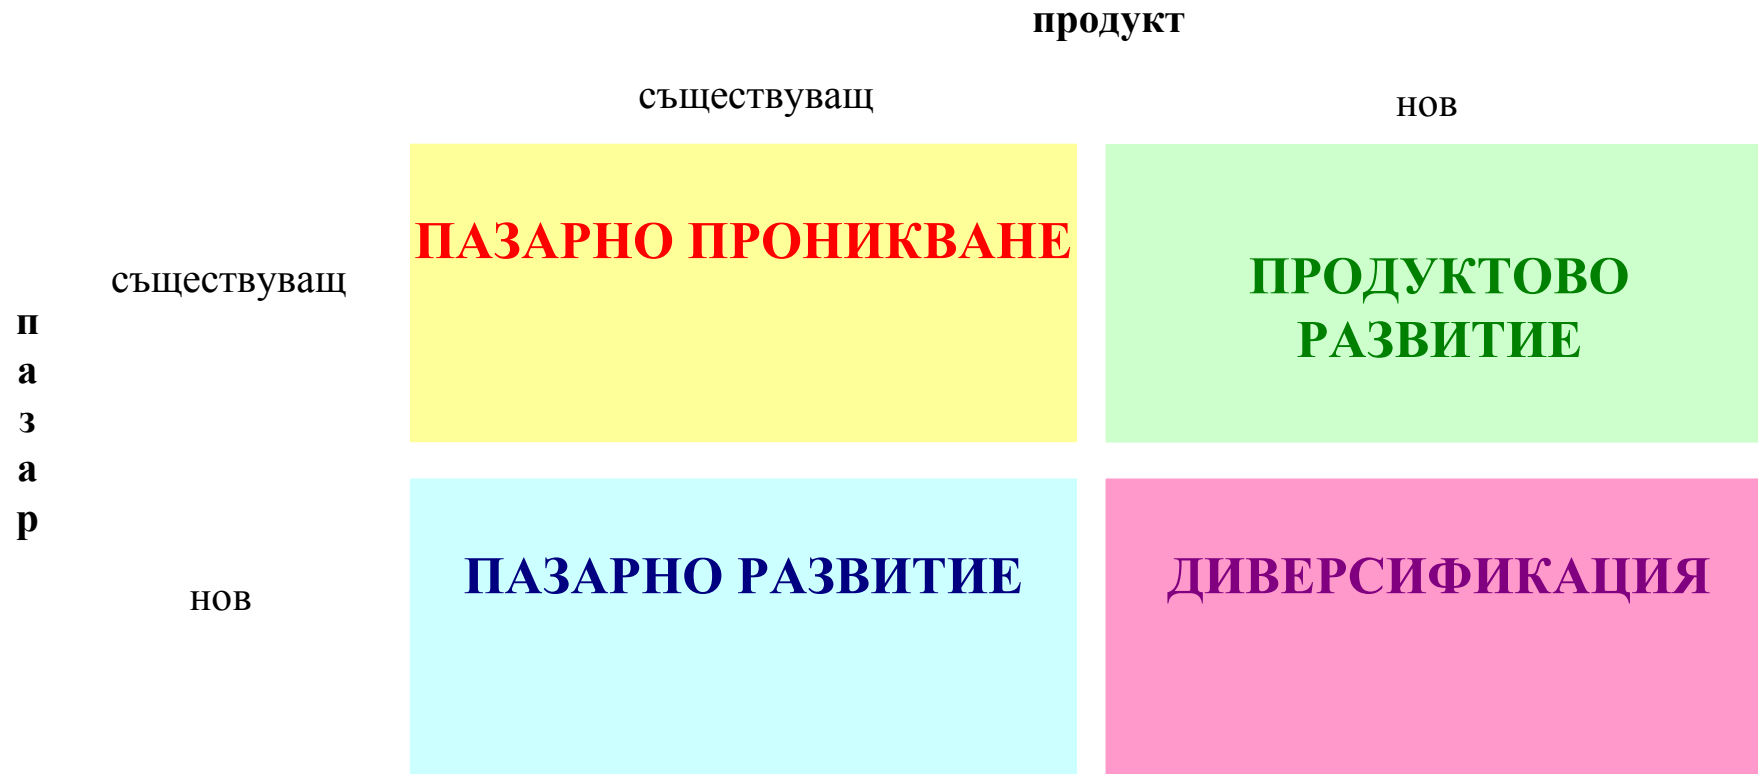 продукт
съществуващ
нов
ПАЗАРНО ПРОНИКВАНЕ
ПРОДУКТОВО
РАЗВИТИЕ
съществуващ
п
а
з
а
р
ПАЗАРНО РАЗВИТИЕ
ДИВЕРСИФИКАЦИЯ
нов